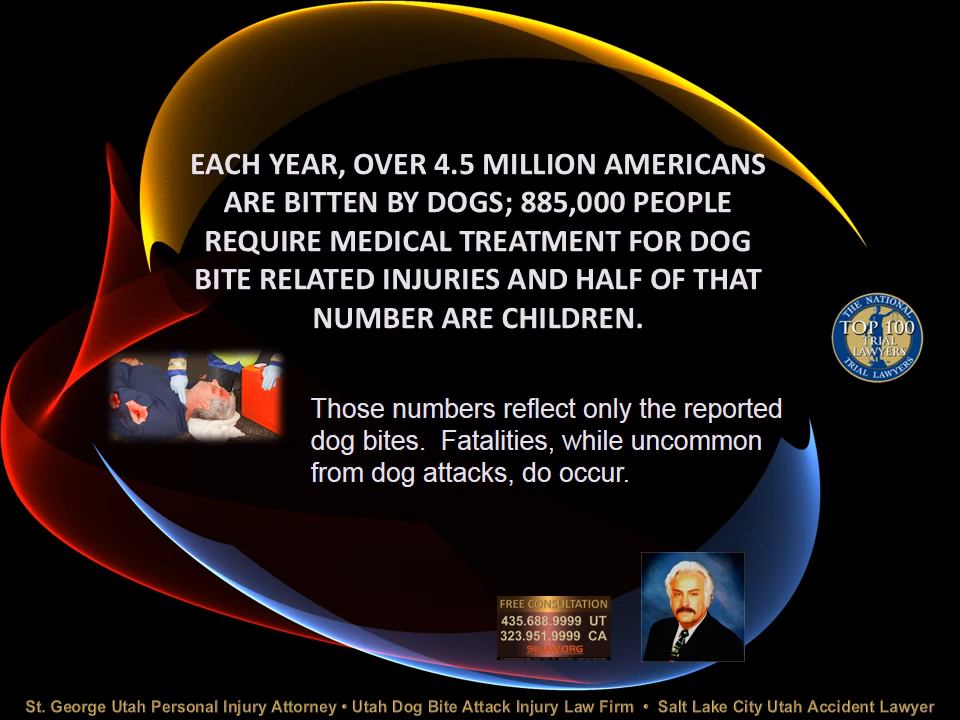 EACH YEAR, OVER 4.5 MILLION AMERICANS
ARE BITTEN BY DOGS; 885,000 PEOPLE
REQUIRE MEDICAL TREATMENT FOR DOG
BITE RELATED INJURIES AND HALF OF THAT
NUMBER ARE CHILDREN.
THE NATIONAL
TOP 100
TRIAL
LAWYERS
TRIAL LAWYERS
Those numbers reflect only the reported
dog bites. Fatalities, while uncommon
from dog attacks, do occur.
FREE CONSULTATION
435.688.9999 UT
323.951.9999 CA
911LAW.ORG
St. George Utah Personal Injury Attorney • Utah Dog Bite Attack Injury Law Firm • Salt Lake City Utah Accident Lawyer